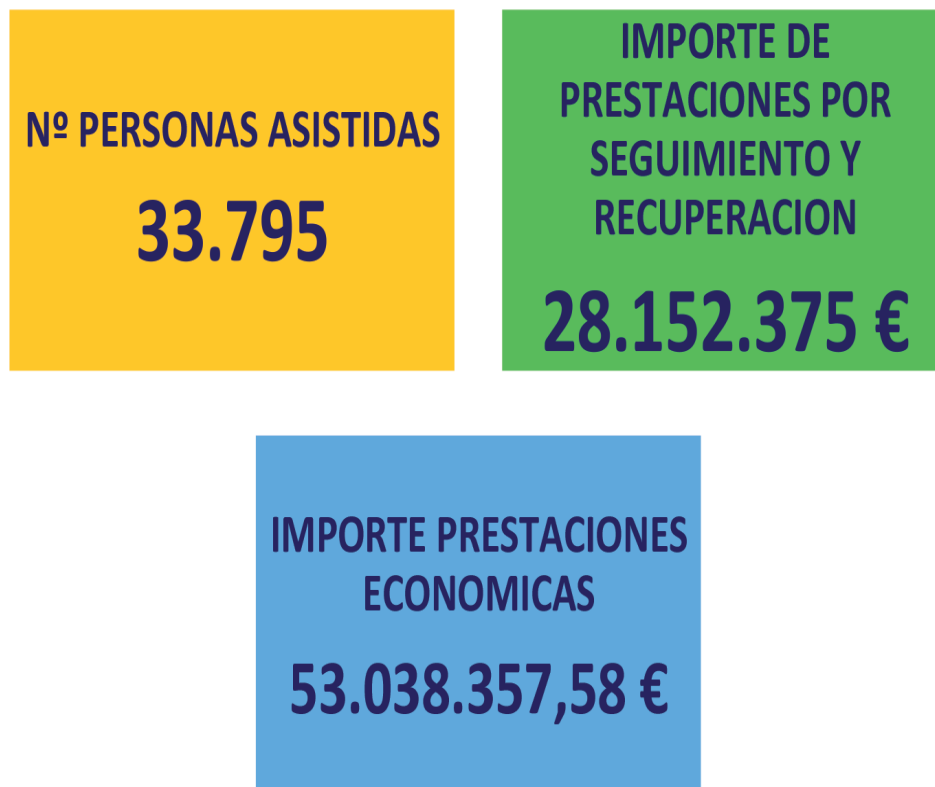 Nº PERSONAS ASISTIDAS
33.795
IMPORTE DE
PRESTACIONES POR
SEGUIMIENTO Y
RECUPERACION
28.152.375 €
IMPORTE PRESTACIONES
ECONOMICAS
53.038.357,58 €